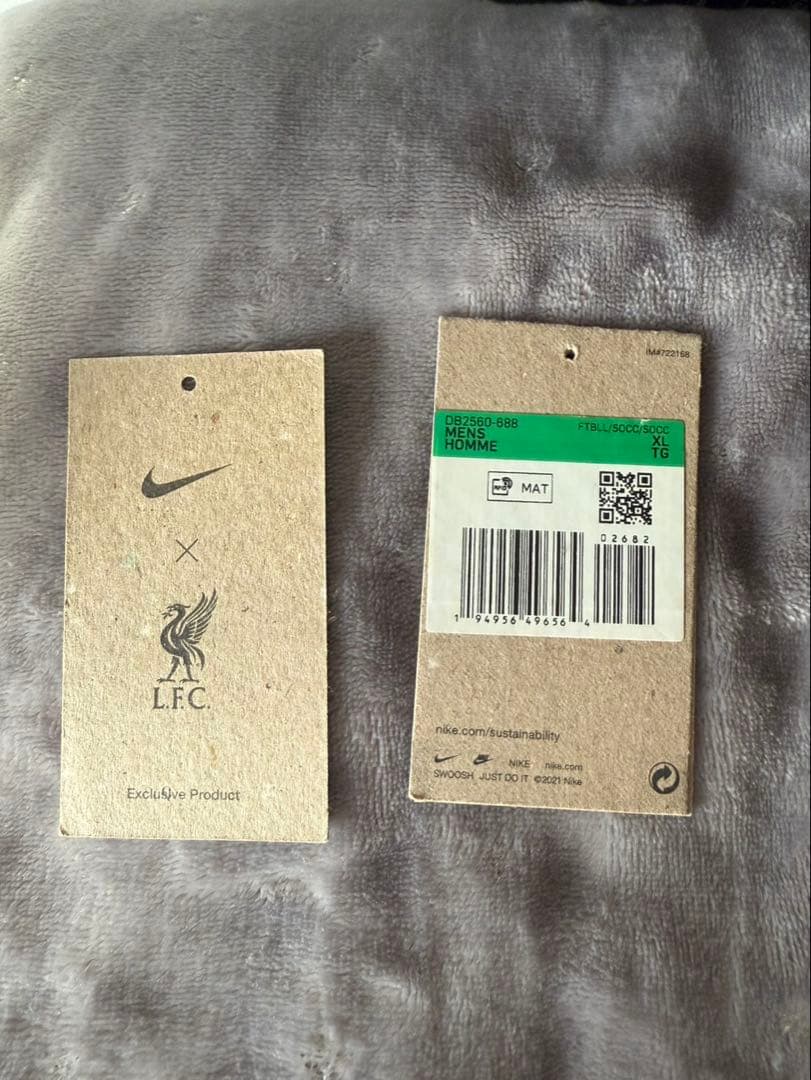 L.F.C.
Exclusive Product
IM#722168
DB2560-688 FTBLL/SOCC/SOCC
MENS XL
HOMME TG
RFID MAT
02682
1 94956 49656 4
nike.com/sustainability
NIKE nike.com
SWOOSH JUST DO IT ©2021 Nike